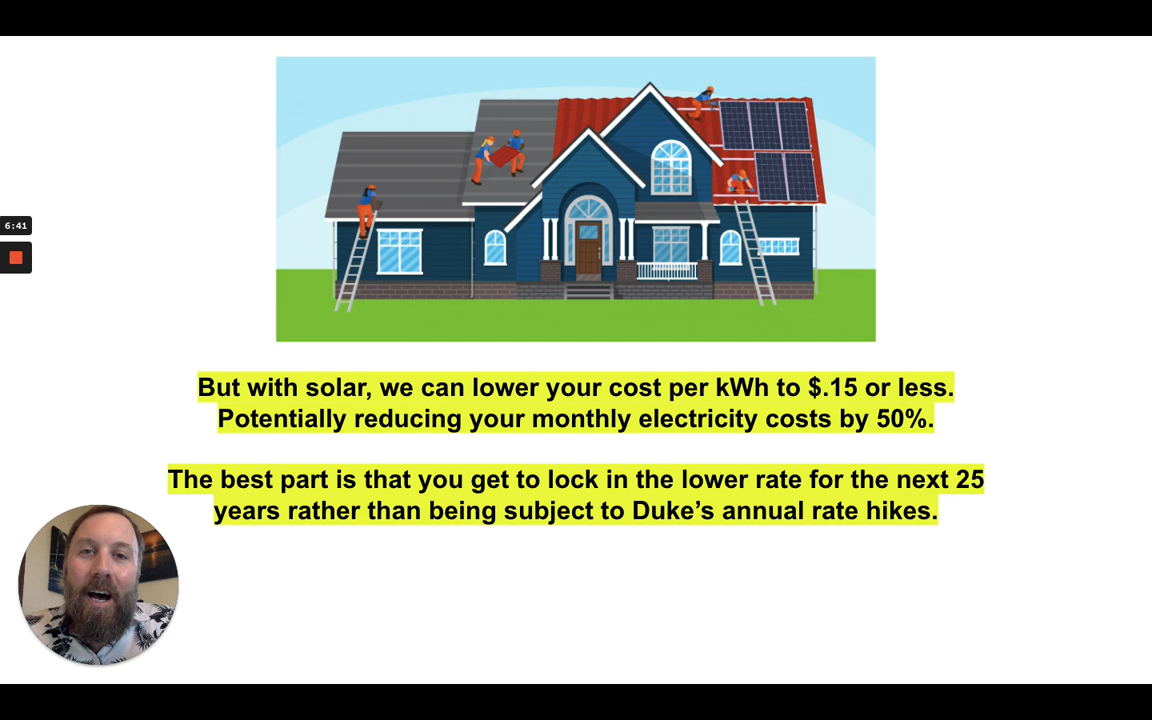 But with solar, we can lower your cost per kWh to $.15 or less.
Potentially reducing your monthly electricity costs by 50%.
The best part is that you get to lock in the lower rate for the next 25
years rather than being subject to Duke’s annual rate hikes.
6:41